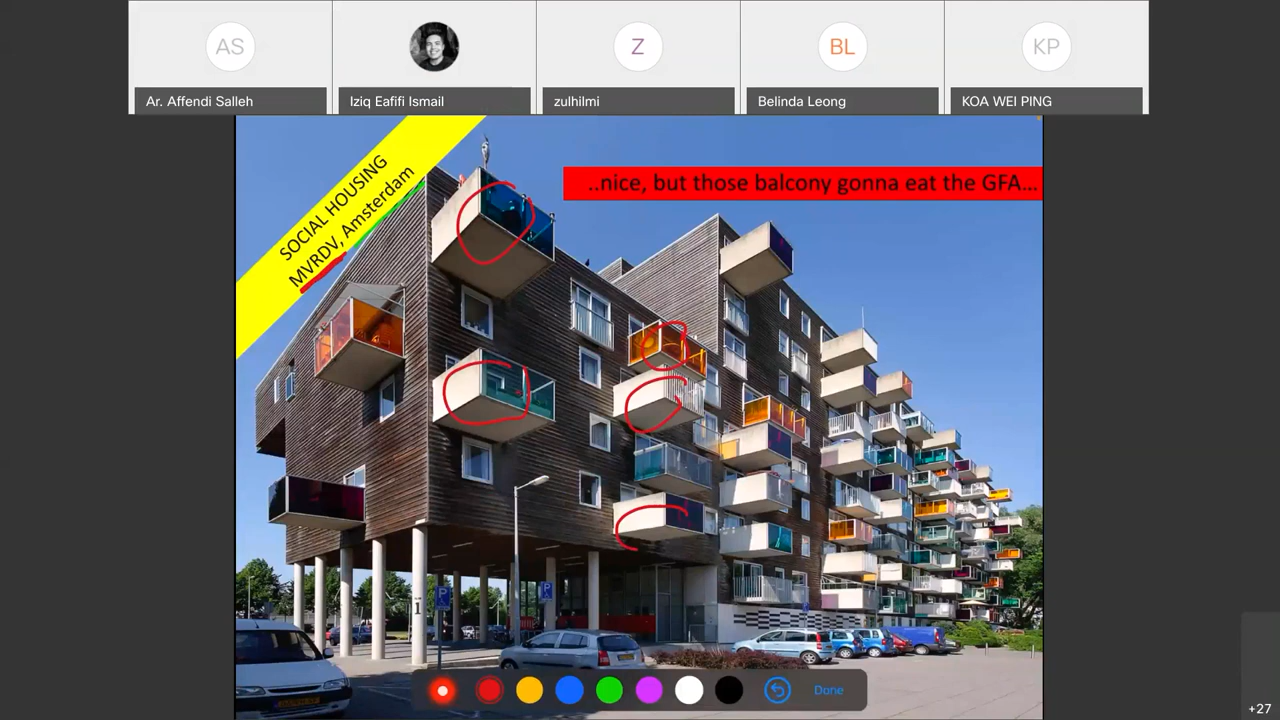 AS
Z
BL
KP
Ar. Affendi Salleh
Iziq Eafifi Ismail
zulhilmi
Belinda Leong
KOA WEI PING
SOCIAL HOUSING
MVRDV, Amsterdam
..nice, but those balcony gonna eat the GFA...
P
P
1
Done
+27